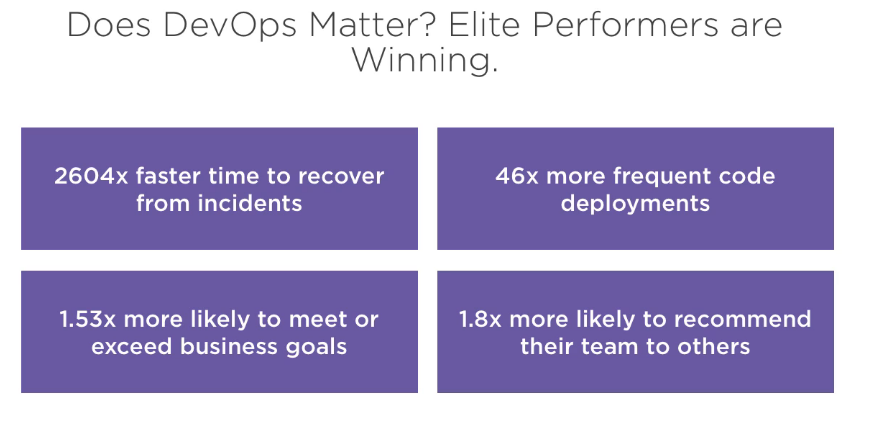 Does DevOps Matter? Elite Performers are
Winning.
2604x faster time to recover
from incidents
46x more frequent code
deployments
1.53x more likely to meet or
exceed business goals
1.8x more likely to recommend
their team to others